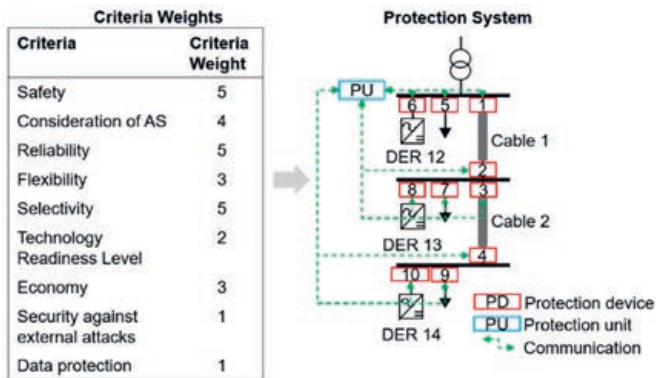 Criteria Weights
Criteria
Criteria
Weight
Safety 5
Consideration of AS 4
Reliability 5
Flexibility 3
Selectivity 5
Technology
Readiness Level
2
Economy 3
Security against
external attacks
1
Data protection 1
Protection System
PU
6 5 1
DER 12
Cable 1
2
8 7 3
DER 13
Cable 2
4
10 9
DER 14
PD Protection device
PU Protection unit
Communication